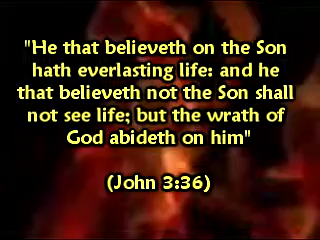 "He that believeth on the Son
hath everlasting life: and he
that believeth not the Son shall
not see life; but the wrath of
God abideth on him"
(John 3:36)